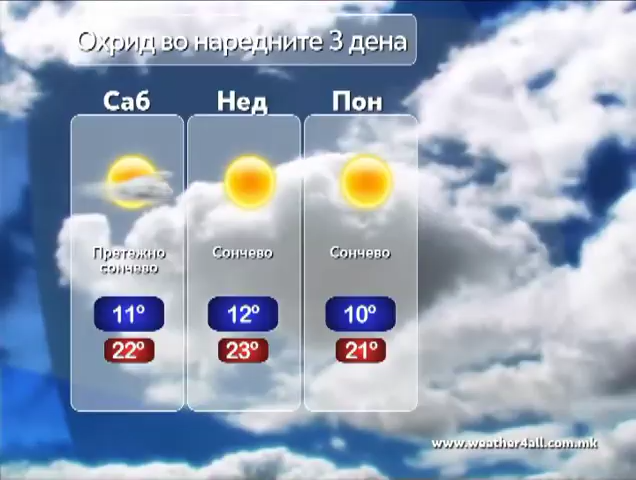 Охрид во наредните 3 дена
Саб Нед Пон
Претежно сончево
Сончево
Сончево
11º 12º 10º
22º 23º 21º
www.weather4all.com.mk